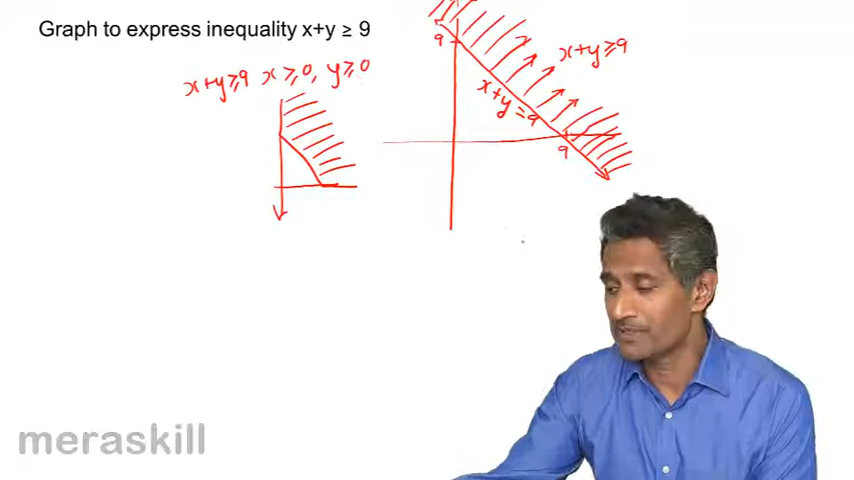 Graph to express inequality x+y ≥ 9
x+y≥9 x≥0, y≥0
9
x+y≥9
x+y=9
9
meraskill